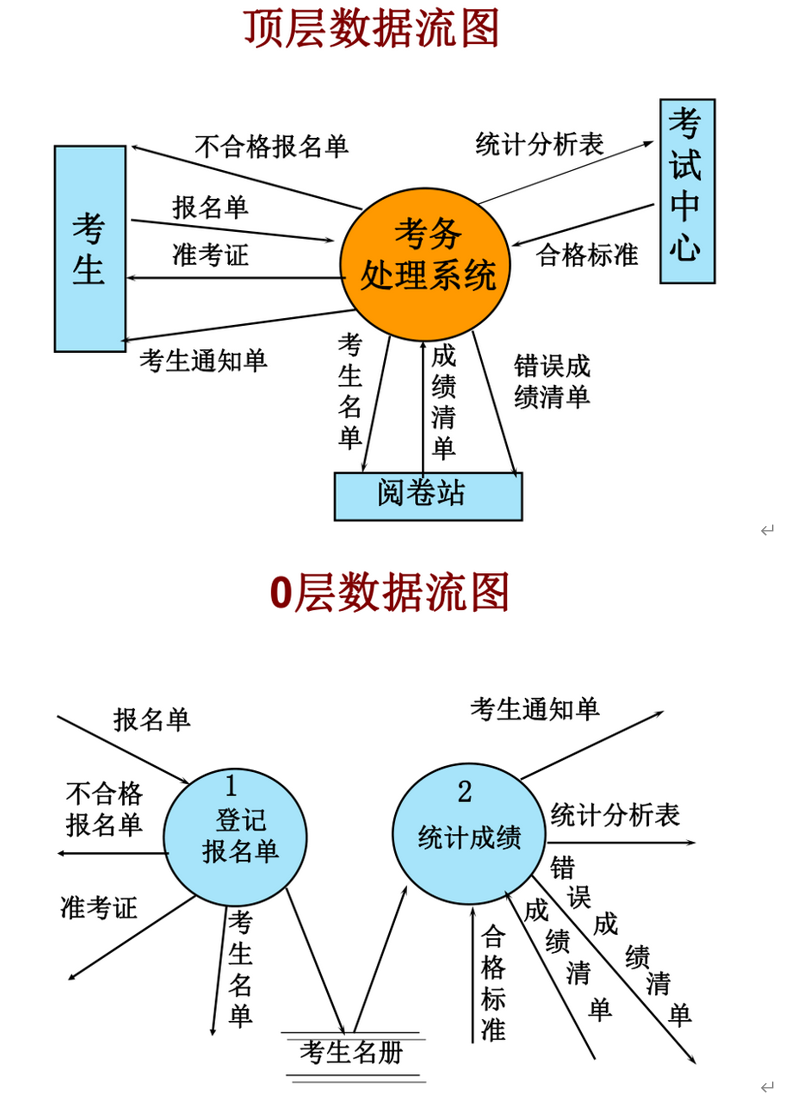 顶层数据流图
不合格报名单
统计分析表
考试中心
考生
报名单
考务
处理系统
准考证
合格标准
考生通知单
考生名单
成绩清单
错误成
绩清单
阅卷站
0层数据流图
报名单
考生通知单
1
登记
报名单
2
统计成绩
不合格
报名单
统计分析表
准考证
考生名单
合格标准
成绩清单
错误成绩清单
考生名册